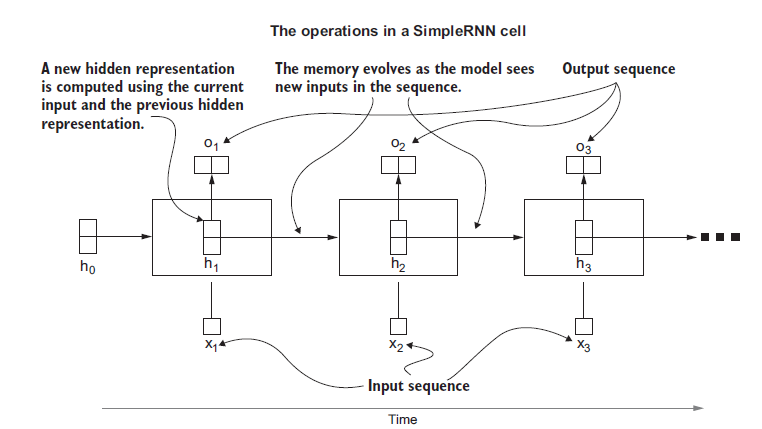 The operations in a SimpleRNN cell
A new hidden representation
is computed using the current
input and the previous hidden
representation.
The memory evolves as the model sees
new inputs in the sequence.
Output sequence
o₁
o₂
o₃
h₀
h₁
h₂
h₃
x₁
x₂
x₃
Input sequence
Time